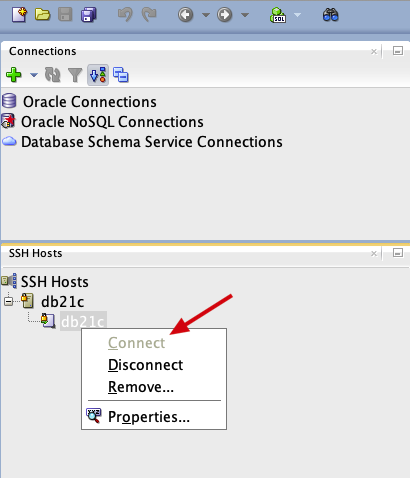 SQL
Connections
Oracle Connections
Oracle NoSQL Connections
Database Schema Service Connections
SSH Hosts
SSH Hosts
db21c
db21c
Connect
Disconnect
Remove...
Properties...